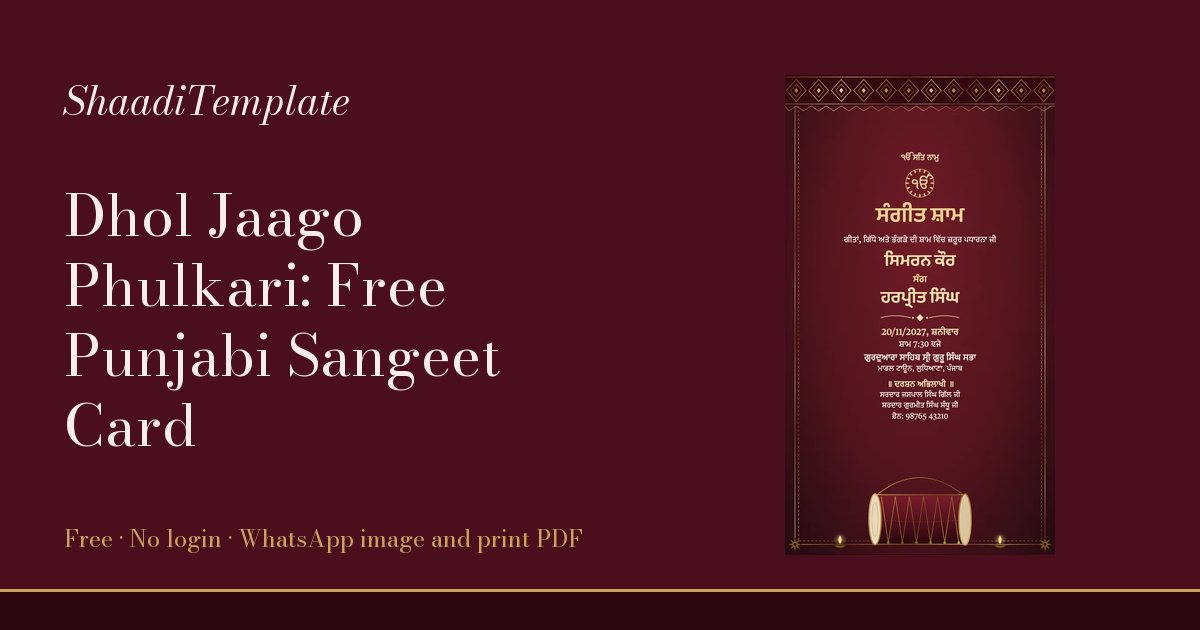 ShaadiTemplate
Dhol Jaago
Phulkari: Free
Punjabi Sangeet
Card
Free · No login · WhatsApp image and print PDF
ੴ ਸਤਿ ਨਾਮੁ
ੴ
ਸੰਗੀਤ ਸ਼ਾਮ
ਗੀਤਾਂ, ਗਿੱਧੇ ਅਤੇ ਭੰਗੜੇ ਦੀ ਸ਼ਾਮ ਵਿੱਚ ਜ਼ਰੂਰ ਪਧਾਰਨਾ ਜੀ
ਸਿਮਰਨ ਕੌਰ
ਸੰਗ
ਹਰਪ੍ਰੀਤ ਸਿੰਘ
20/11/2027, ਸ਼ਨੀਵਾਰ
ਸ਼ਾਮ 7:30 ਵਜੇ
ਗੁਰਦੁਆਰਾ ਸਾਹਿਬ ਸ੍ਰੀ ਗੁਰੂ ਸਿੰਘ ਸਭਾ
ਮਾਡਲ ਟਾਊਨ, ਲੁਧਿਆਣਾ, ਪੰਜਾਬ
॥ ਦਰਸ਼ਨ ਅਭਿਲਾਖੀ ॥
ਸਰਦਾਰ ਜਸਪਾਲ ਸਿੰਘ ਗਿੱਲ ਜੀ
ਸਰਦਾਰ ਗੁਰਮੀਤ ਸਿੰਘ ਸੰਧੂ ਜੀ
ਫ਼ੋਨ: 98765 43210